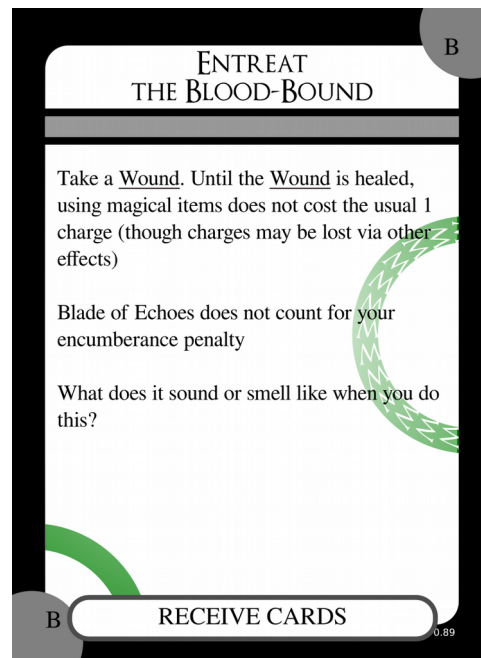 B
ENTREAT
THE BLOOD-BOUND
Take a Wound. Until the Wound is healed,
using magical items does not cost the usual 1
charge (though charges may be lost via other
effects)
Blade of Echoes does not count for your
encumberance penalty
What does it sound or smell like when you do
this?
B
RECEIVE CARDS
0.89